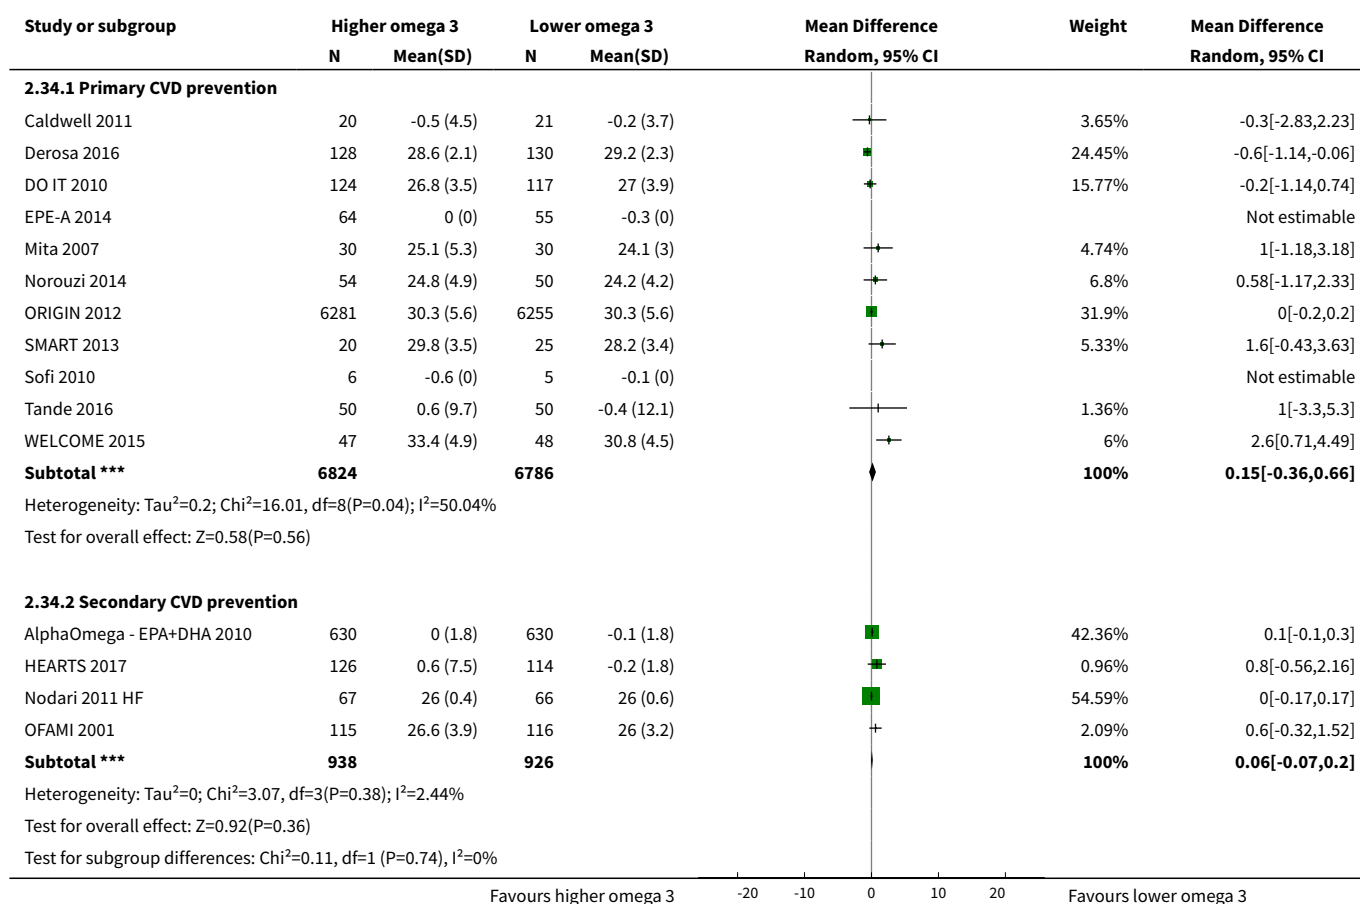 Study or subgroup Higher omega 3 Lower omega 3 Mean Difference Weight Mean Difference
N Mean(SD) N Mean(SD) Random, 95% CI Random, 95% CI
2.34.1 Primary CVD prevention
Caldwell 2011 20 -0.5 (4.5) 21 -0.2 (3.7) 3.65% -0.3[-2.83,2.23]
Derosa 2016 128 28.6 (2.1) 130 29.2 (2.3) 24.45% -0.6[-1.14,-0.06]
DO IT 2010 124 26.8 (3.5) 117 27 (3.9) 15.77% -0.2[-1.14,0.74]
EPE-A 2014 64 0 (0) 55 -0.3 (0) Not estimable
Mita 2007 30 25.1 (5.3) 30 24.1 (3) 4.74% 1[-1.18,3.18]
Norouzi 2014 54 24.8 (4.9) 50 24.2 (4.2) 6.8% 0.58[-1.17,2.33]
ORIGIN 2012 6281 30.3 (5.6) 6255 30.3 (5.6) 31.9% 0[-0.2,0.2]
SMART 2013 20 29.8 (3.5) 25 28.2 (3.4) 5.33% 1.6[-0.43,3.63]
Sofi 2010 6 -0.6 (0) 5 -0.1 (0) Not estimable
Tande 2016 50 0.6 (9.7) 50 -0.4 (12.1) 1.36% 1[-3.3,5.3]
WELCOME 2015 47 33.4 (4.9) 48 30.8 (4.5) 6% 2.6[0.71,4.49]
Subtotal *** 6824 6786 100% 0.15[-0.36,0.66]
Heterogeneity: Tau²=0.2; Chi²=16.01, df=8(P=0.04); I²=50.04%
Test for overall effect: Z=0.58(P=0.56)
2.34.2 Secondary CVD prevention
AlphaOmega - EPA+DHA 2010 630 0 (1.8) 630 -0.1 (1.8) 42.36% 0.1[-0.1,0.3]
HEARTS 2017 126 0.6 (7.5) 114 -0.2 (1.8) 0.96% 0.8[-0.56,2.16]
Nodari 2011 HF 67 26 (0.4) 66 26 (0.6) 54.59% 0[-0.17,0.17]
OFAMI 2001 115 26.6 (3.9) 116 26 (3.2) 2.09% 0.6[-0.32,1.52]
Subtotal *** 938 926 100% 0.06[-0.07,0.2]
Heterogeneity: Tau²=0; Chi²=3.07, df=3(P=0.38); I²=2.44%
Test for overall effect: Z=0.92(P=0.36)
Test for subgroup differences: Chi²=0.11, df=1 (P=0.74), I²=0%
Favours higher omega 3 -20 -10 0 10 20 Favours lower omega 3